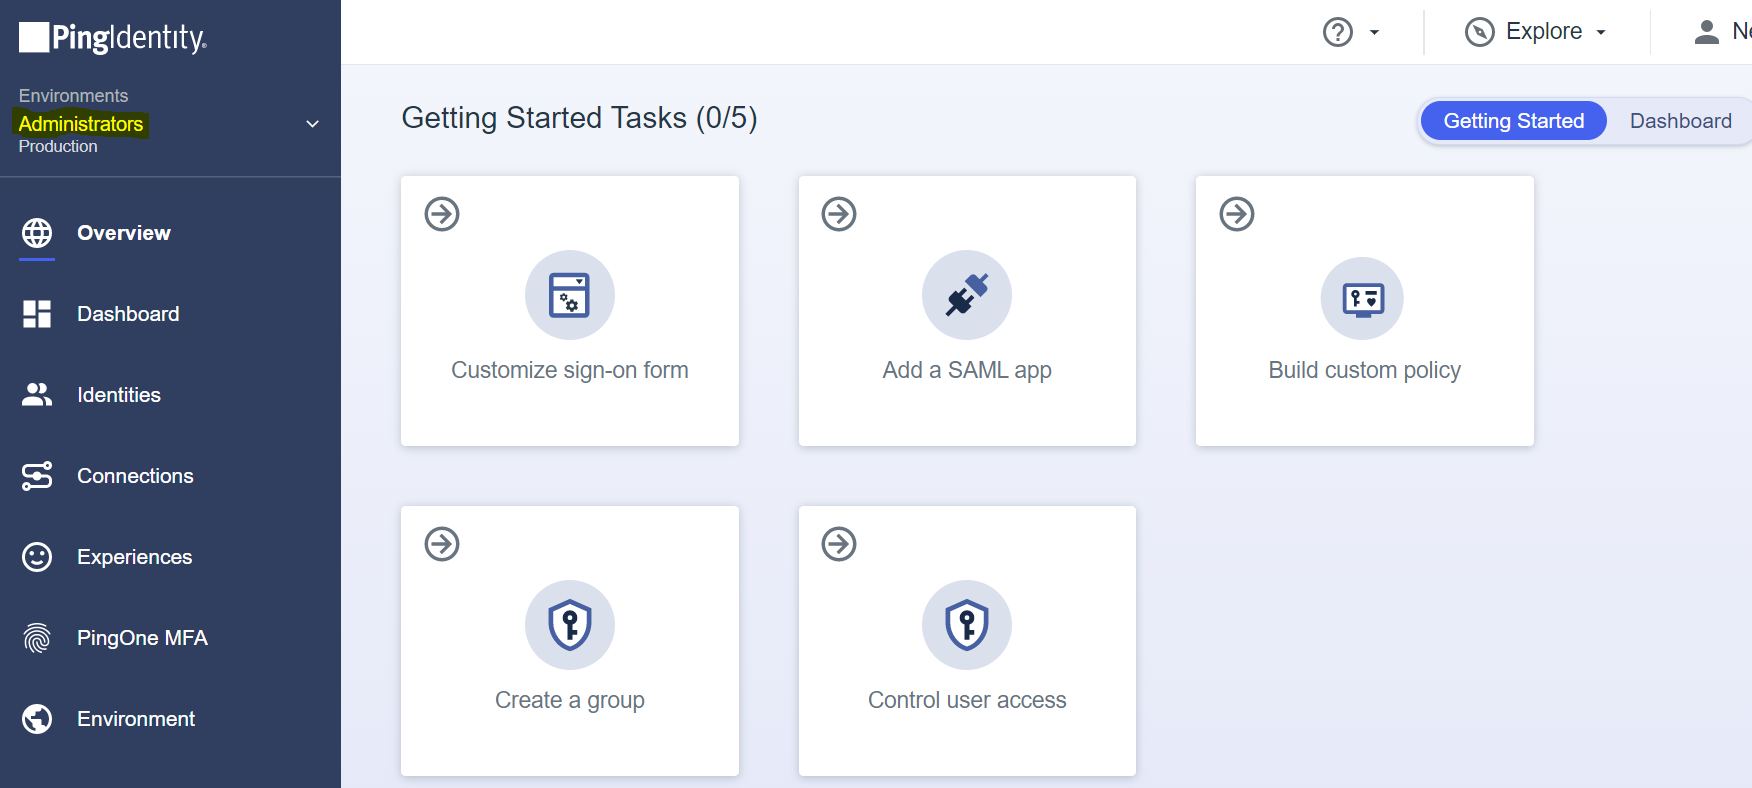 PingIdentity®
Environments
Administrators
Production
Overview
Dashboard
Identities
Connections
Experiences
PingOne MFA
Environment
Explore
Getting Started Tasks (0/5)
Getting Started
Dashboard
Customize sign-on form
Add a SAML app
Build custom policy
Create a group
Control user access